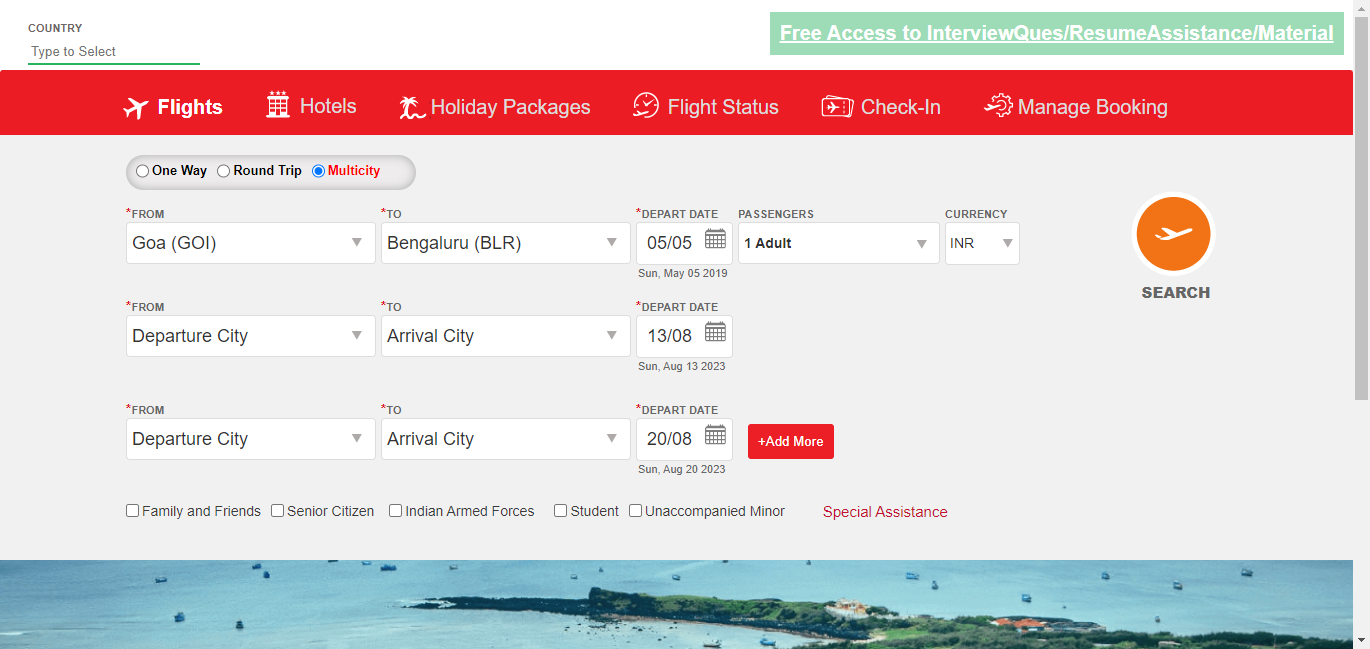 COUNTRY
Type to Select
Free Access to InterviewQues/ResumeAssistance/Material
Flights Hotels Holiday Packages Flight Status Check-In Manage Booking
One Way Round Trip Multicity
*FROM *TO *DEPART DATE PASSENGERS CURRENCY
Goa (GOI) Bengaluru (BLR) 05/05 1 Adult INR
Sun, May 05 2019
SEARCH
*FROM *TO *DEPART DATE
Departure City Arrival City 13/08
Sun, Aug 13 2023
*FROM *TO *DEPART DATE
Departure City Arrival City 20/08 +Add More
Sun, Aug 20 2023
Family and Friends Senior Citizen Indian Armed Forces Student Unaccompanied Minor Special Assistance